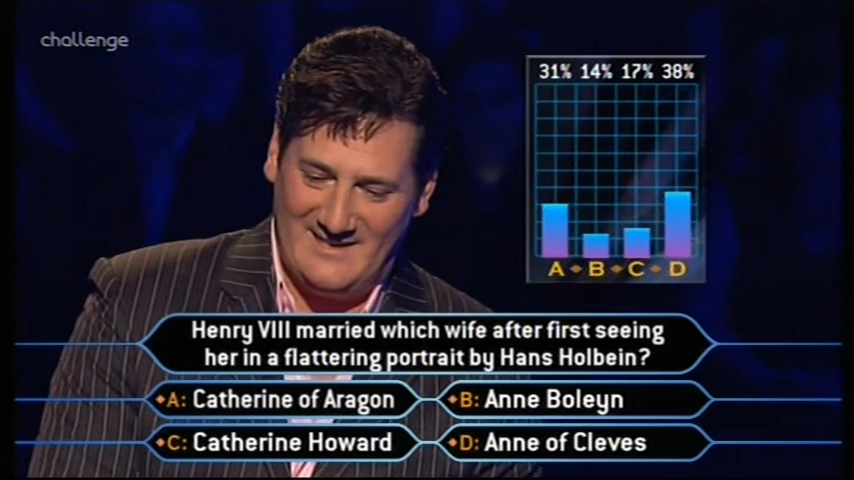 challenge
31% 14% 17% 38%
A B C D
Henry VIII married which wife after first seeing
her in a flattering portrait by Hans Holbein?
A: Catherine of Aragon
B: Anne Boleyn
C: Catherine Howard
D: Anne of Cleves